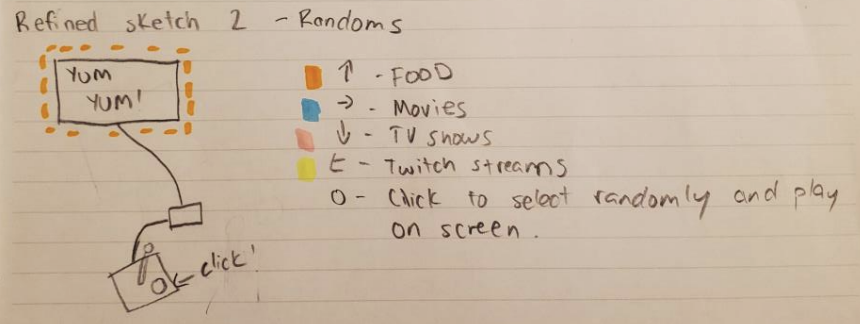 Refined sketch 2 - Randoms
YUM
YUM!
↑ - FOOD
→ - Movies
↓ - TV shows
← - Twitch streams
O - Click to select randomly and play
on screen.
click!